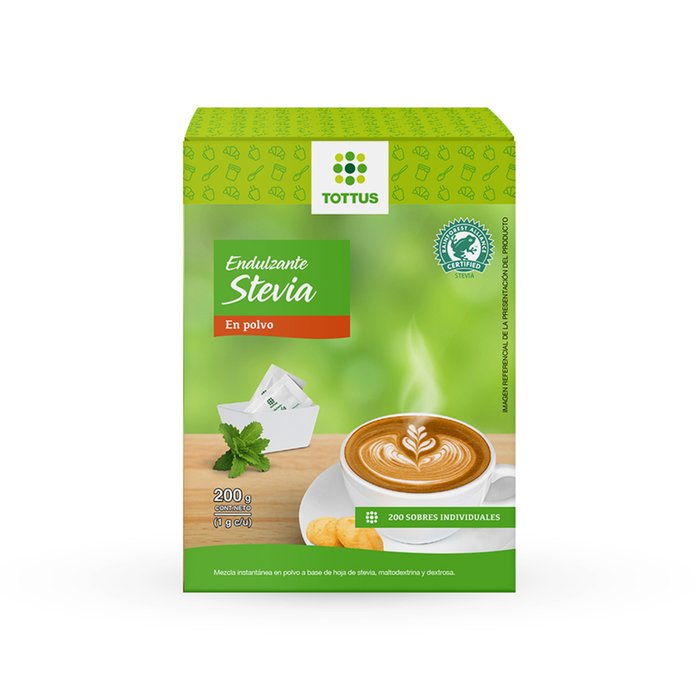 TOTTUS
Endulzante
Stevia
En polvo
RAINFOREST ALLIANCE
CERTIFIED
STEVIA
IMAGEN REFERENCIAL DE LA PRESENTACIÓN DEL PRODUCTO
200 g
CONT. NETO
(1 g c/u)
200 SOBRES INDIVIDUALES
Mezcla instantánea en polvo a base de hoja de stevia, maltodextrina y dextrosa.